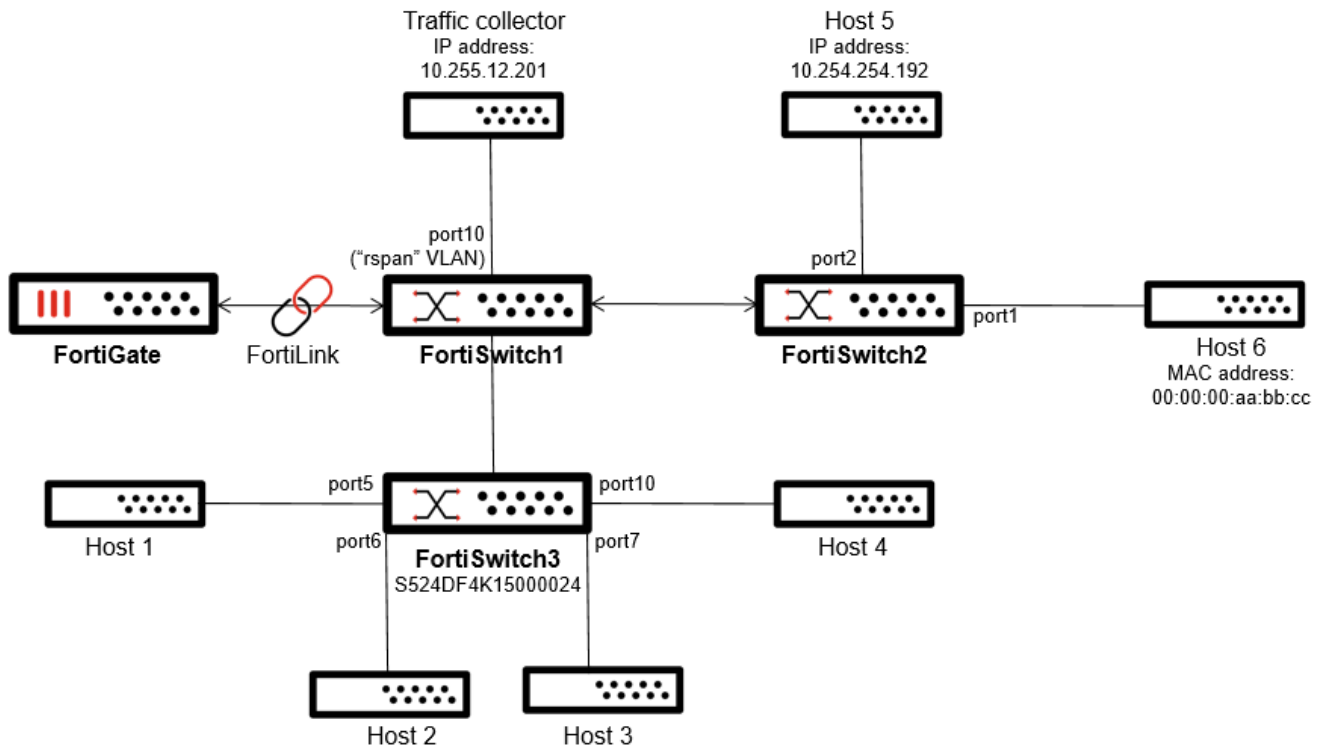 Traffic collector
IP address:
10.255.12.201
Host 5
IP address:
10.254.254.192
port10
("rspan" VLAN)
port2
port1
FortiGate
FortiLink
FortiSwitch1
FortiSwitch2
Host 6
MAC address:
00:00:00:aa:bb:cc
port5
port10
Host 1
port6
port7
Host 4
FortiSwitch3
S524DF4K15000024
Host 2
Host 3